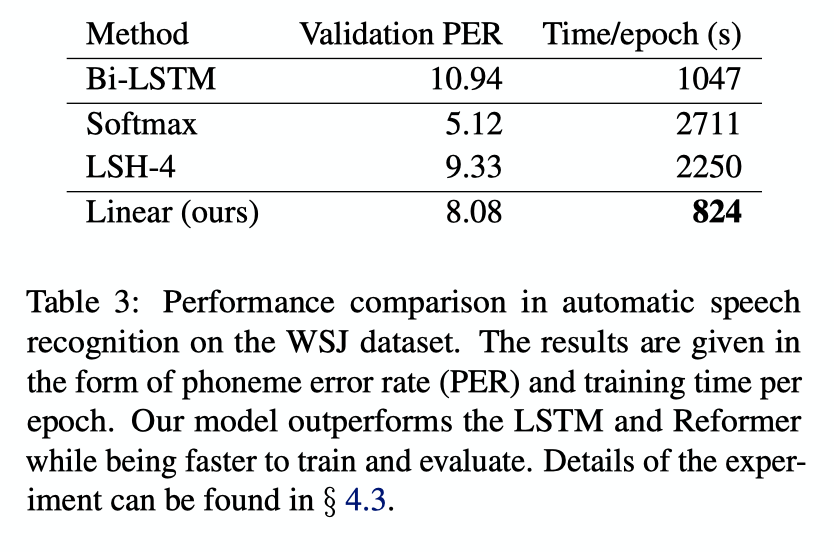 Method Validation PER Time/epoch (s)
Bi-LSTM 10.94 1047
Softmax 5.12 2711
LSH-4 9.33 2250
Linear (ours) 8.08 824
Table 3: Performance comparison in automatic speech
recognition on the WSJ dataset. The results are given in
the form of phoneme error rate (PER) and training time per
epoch. Our model outperforms the LSTM and Reformer
while being faster to train and evaluate. Details of the exper-
iment can be found in § 4.3.